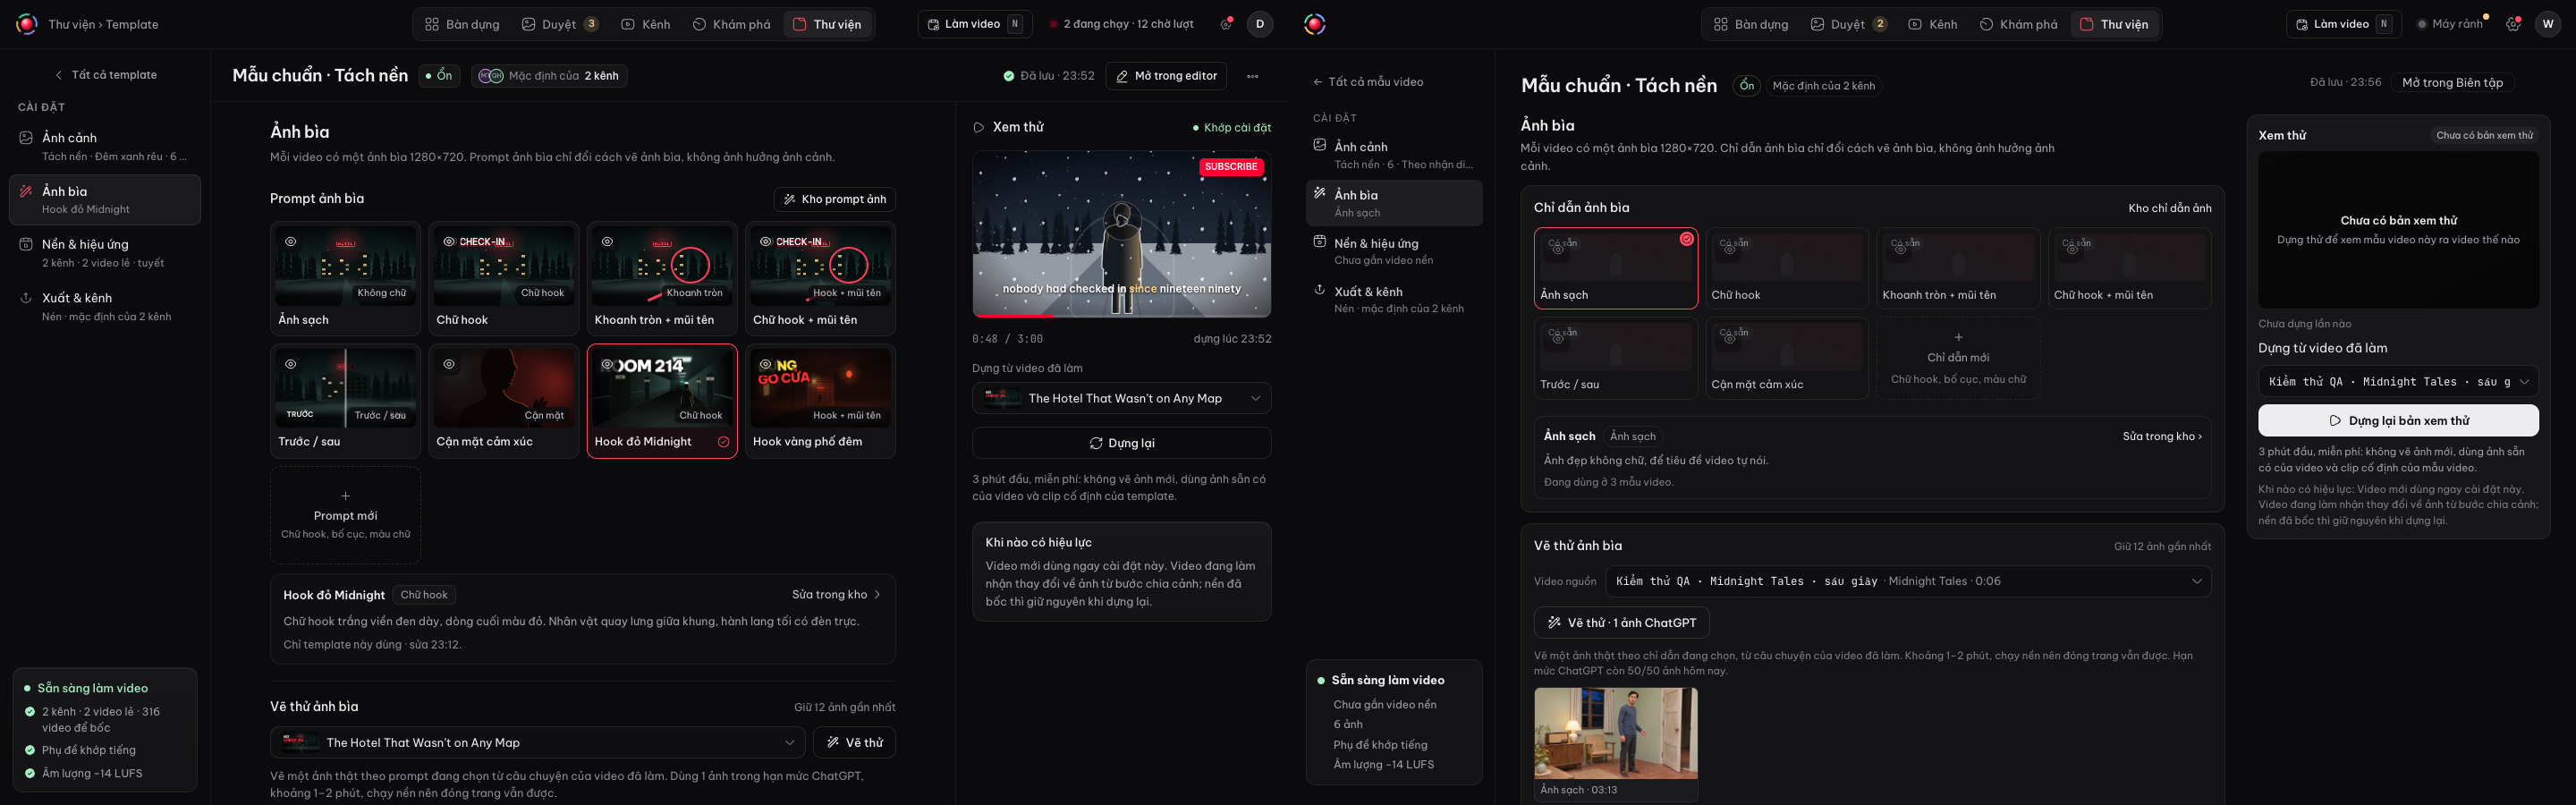 Thư viện › Template
Bàn dựng
Duyệt 3
Kênh
Khám phá
Thư viện
Làm video N
2 đang chạy · 12 chờ lượt
D
Tất cả template
CÀI ĐẶT
Ảnh cảnh
Tách nền · Đêm xanh rêu · 6 ...
Ảnh bìa
Hook đỏ Midnight
Nền & hiệu ứng
2 kênh · 2 video lẻ · tuyết
Xuất & kênh
Nén · mặc định của 2 kênh
Sẵn sàng làm video
2 kênh · 2 video lẻ · 316
video để bốc
Phụ đề khớp tiếng
Âm lượng -14 LUFS
Mẫu chuẩn · Tách nền
Ổn
Mặc định của 2 kênh
Đã lưu · 23:52
Mở trong editor
Ảnh bìa
Mỗi video có một ảnh bìa 1280×720. Prompt ảnh bìa chỉ đổi cách vẽ ảnh bìa, không ảnh hưởng ảnh cảnh.
Prompt ảnh bìa
Kho prompt ảnh
Không chữ
Ảnh sạch
CHECK-IN...
Chữ hook
Chữ hook
Khoanh tròn
Khoanh tròn + mũi tên
CHECK-IN...
Hook + mũi tên
Chữ hook + mũi tên
TRƯỚC
Trước / sau
Trước / sau
Cận mặt
Cận mặt cảm xúc
ROOM 214
Chữ hook
Hook đỏ Midnight
GÕ CỬA
Hook + mũi tên
Hook vàng phố đêm
Prompt mới
Chữ hook, bố cục, màu chữ
Hook đỏ Midnight
Chữ hook
Sửa trong kho
Chữ hook trắng viền đen dày, dòng cuối màu đỏ. Nhân vật quay lưng giữa khung, hành lang tối có đèn trực.
Chỉ template này dùng · sửa 23:12.
Vẽ thử ảnh bìa
Giữ 12 ảnh gần nhất
The Hotel That Wasn't on Any Map
Vẽ thử
Vẽ một ảnh thật theo prompt đang chọn từ câu chuyện của video đã làm. Dùng 1 ảnh trong hạn mức ChatGPT,
khoảng 1–2 phút, chạy nền nên đóng trang vẫn được.
Xem thử
Khớp cài đặt
SUBSCRIBE
nobody had checked in since nineteen ninety
0:48 / 3:00
dựng lúc 23:52
Dựng từ video đã làm
The Hotel That Wasn't on Any Map
Dựng lại
3 phút đầu, miễn phí: không vẽ ảnh mới, dùng ảnh sẵn có
của video và clip cố định của template.
Khi nào có hiệu lực
Video mới dùng ngay cài đặt này. Video đang làm
nhận thay đổi về ảnh từ bước chia cảnh; nền đã
bốc thì giữ nguyên khi dựng lại.
Bàn dựng
Duyệt 2
Kênh
Khám phá
Thư viện
Làm video N
Máy rảnh
W
Tất cả mẫu video
CÀI ĐẶT
Ảnh cảnh
Tách nền · 6 · Theo nhận di...
Ảnh bìa
Ảnh sạch
Nền & hiệu ứng
Chưa gắn video nền
Xuất & kênh
Nén · mặc định của 2 kênh
Sẵn sàng làm video
Chưa gắn video nền
6 ảnh
Phụ đề khớp tiếng
Âm lượng -14 LUFS
Mẫu chuẩn · Tách nền
Ổn
Mặc định của 2 kênh
Đã lưu · 23:56
Mở trong Biên tập
Ảnh bìa
Mỗi video có một ảnh bìa 1280×720. Chỉ dẫn ảnh bìa chỉ đổi cách vẽ ảnh bìa, không ảnh hưởng ảnh
cảnh.
Chỉ dẫn ảnh bìa
Kho chỉ dẫn ảnh
Có sẵn
Ảnh sạch
Có sẵn
Chữ hook
Có sẵn
Khoanh tròn + mũi tên
Có sẵn
Chữ hook + mũi tên
Có sẵn
Trước / sau
Có sẵn
Cận mặt cảm xúc
Chỉ dẫn mới
Chữ hook, bố cục, màu chữ
Ảnh sạch
Ảnh sạch
Sửa trong kho ›
Ảnh đẹp không chữ, để tiêu đề video tự nói.
Đang dùng ở 3 mẫu video.
Vẽ thử ảnh bìa
Giữ 12 ảnh gần nhất
Video nguồn
Kiểm thử QA · Midnight Tales · sáu giây · Midnight Tales · 0:06
Vẽ thử · 1 ảnh ChatGPT
Vẽ một ảnh thật theo chỉ dẫn đang chọn, từ câu chuyện của video đã làm. Khoảng 1–2 phút, chạy nền nên đóng trang vẫn được. Hạn
mức ChatGPT còn 50/50 ảnh hôm nay.
Ảnh sạch · 03:13
Xem thử
Chưa có bản xem thử
Chưa có bản xem thử
Dựng thử để xem mẫu video này ra video thế nào
Chưa dựng lần nào
Dựng từ video đã làm
Kiểm thử QA · Midnight Tales · sáu g
Dựng lại bản xem thử
3 phút đầu, miễn phí: không vẽ ảnh mới, dùng ảnh sẵn
có của video và clip cố định của mẫu video.
Khi nào có hiệu lực: Video mới dùng ngay cài đặt này.
Video đang làm nhận thay đổi về ảnh từ bước chia cảnh;
nền đã bốc thì giữ nguyên khi dựng lại.